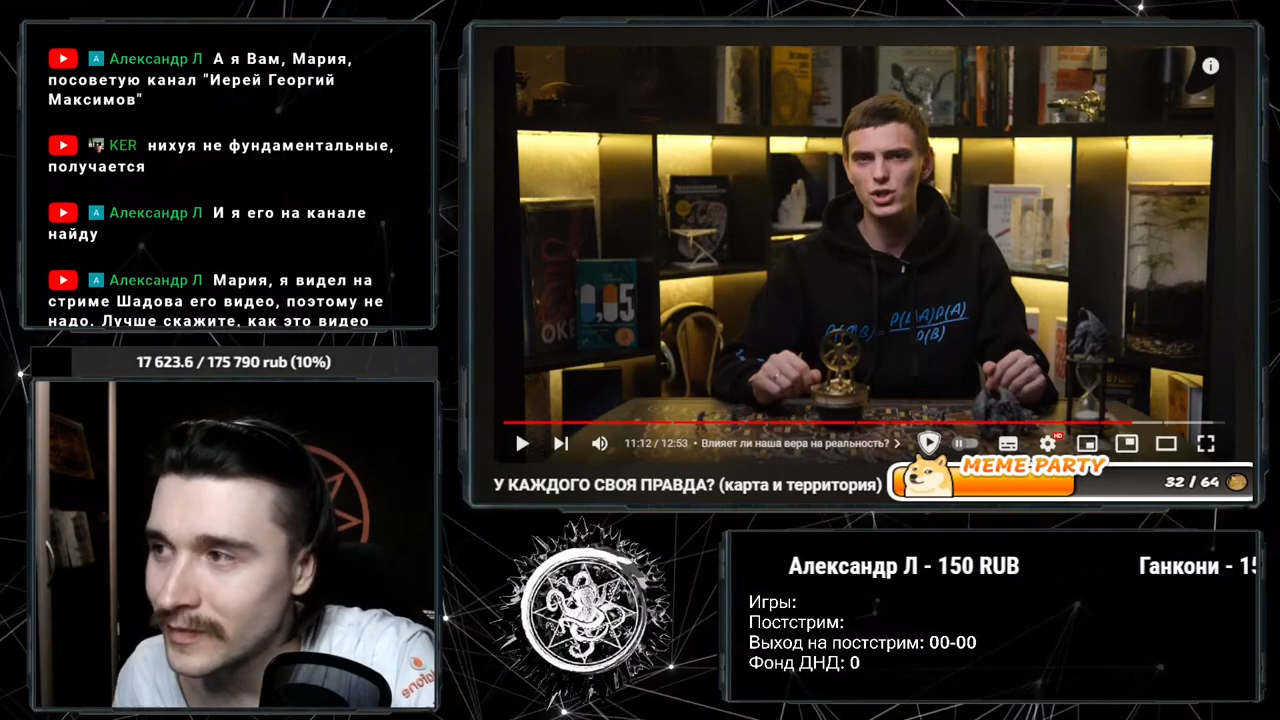 Александр Л А я Вам, Мария,
посоветую канал "Иерей Георгий
Максимов"
KER нихуя не фундаментальные,
получается
Александр Л И я его на канале
найду
Александр Л Мария, я видел на
стриме Шадова его видео, поэтому не
надо. Лучше скажите, как это видео
17 623.6 / 175 790 rub (10%)
0,05
11:12 / 12:53 • Влияет ли наша вера на реальность?
HD
У КАЖДОГО СВОЯ ПРАВДА? (карта и территория)
MEME PARTY
32 / 64
Александр Л - 150 RUB
Ганкони - 15
Игры:
Постстрим:
Выход на постстрим: 00-00
Фонд ДНД: 0